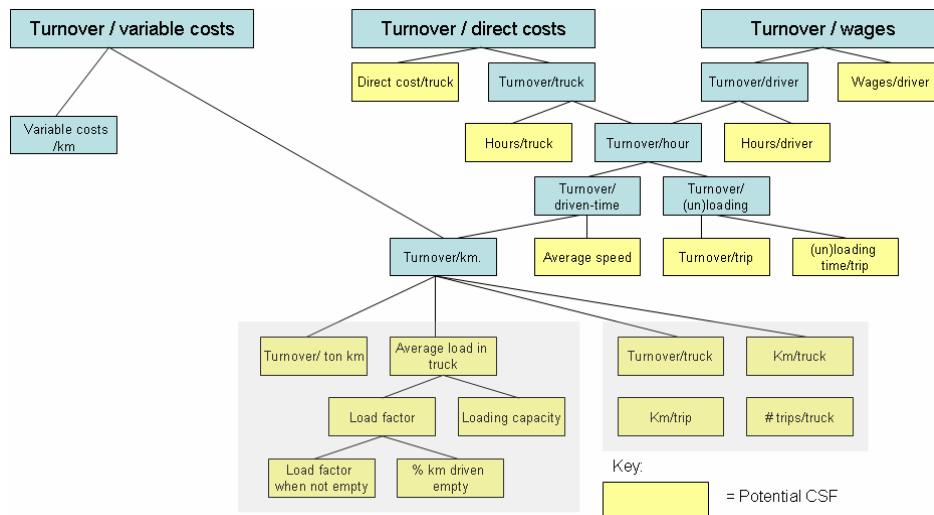 Turnover / variable costs
Turnover / direct costs
Turnover / wages
Direct cost/truck
Turnover/truck
Turnover/driver
Wages/driver
Variable costs
/km
Hours/truck
Turnover/hour
Hours/driver
Turnover/
driven-time
Turnover/
(un)loading
Turnover/km.
Average speed
Turnover/trip
(un)loading
time/trip
Turnover/ ton km
Average load in
truck
Turnover/truck
Km/truck
Load factor
Loading capacity
Km/trip
# trips/truck
Load factor
when not empty
% km driven
empty
Key:
= Potential CSF